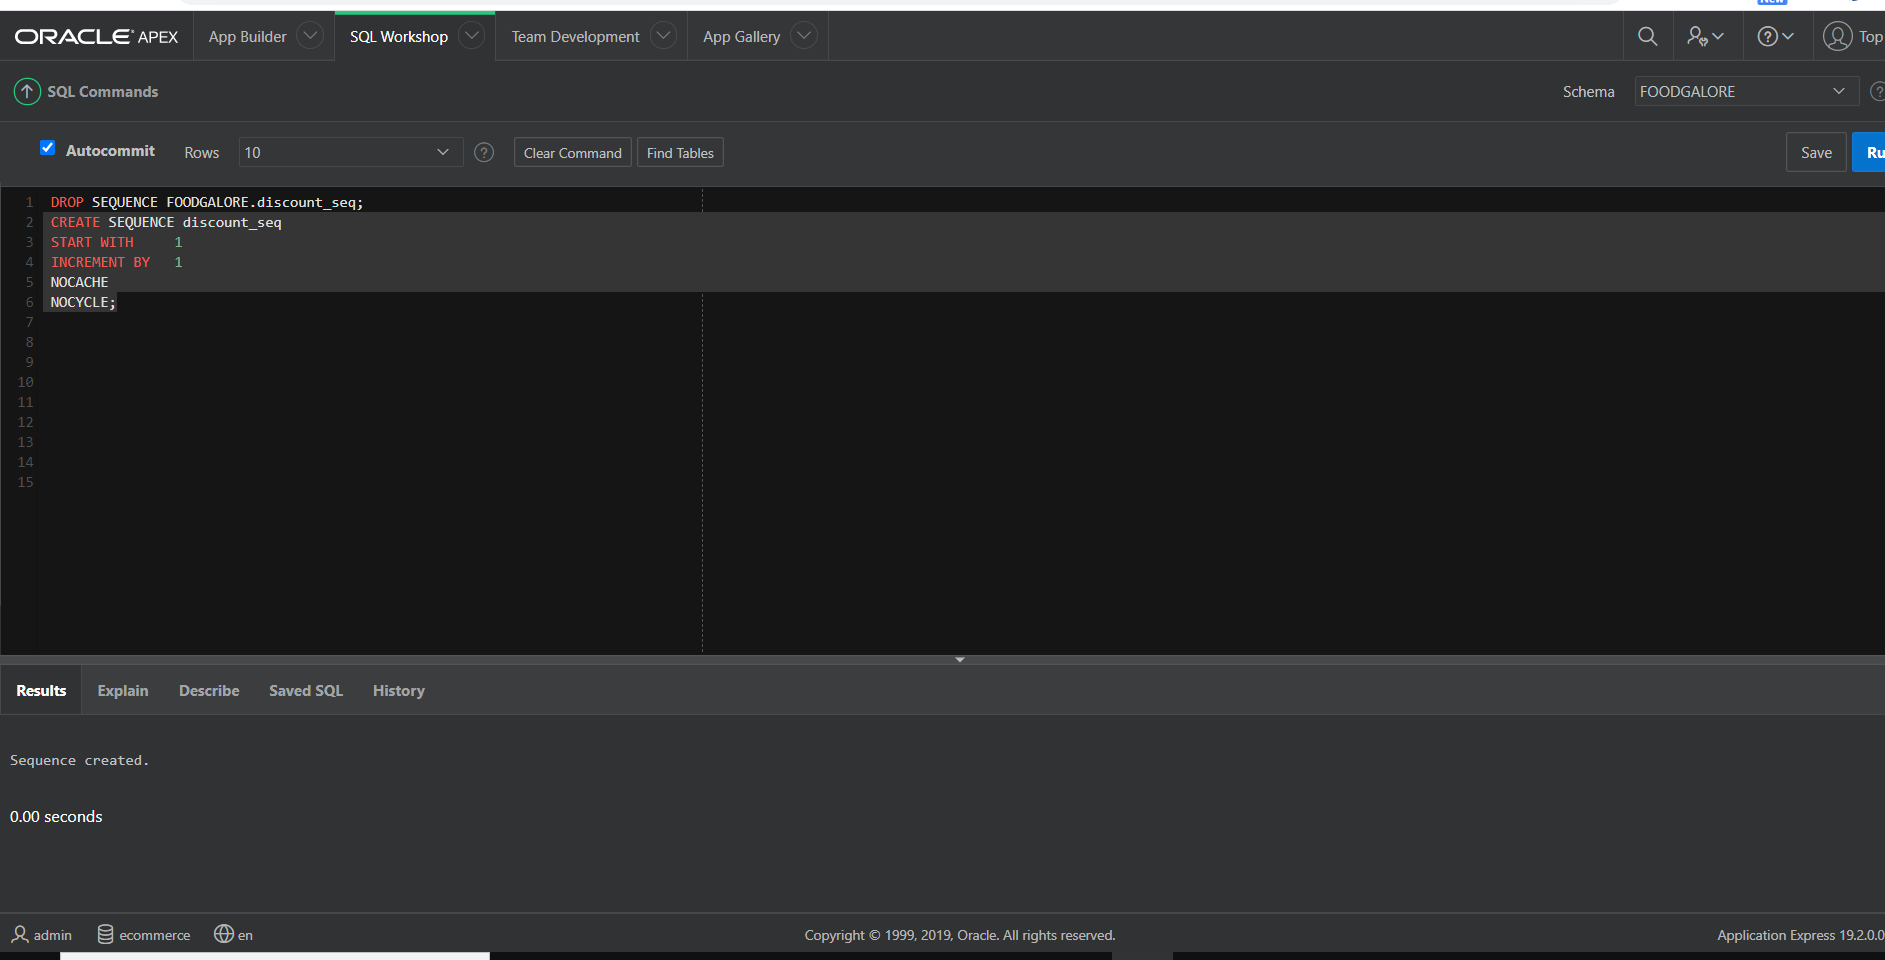 New
ORACLE APEX App Builder SQL Workshop Team Development App Gallery Top
SQL Commands Schema FOODGALORE
Autocommit Rows 10 Clear Command Find Tables Save Ru
1 DROP SEQUENCE FOODGALORE.discount_seq;
2 CREATE SEQUENCE discount_seq
3 START WITH 1
4 INCREMENT BY 1
5 NOCACHE
6 NOCYCLE;
7
8
9
10
11
12
13
14
15
Results Explain Describe Saved SQL History
Sequence created.
0.00 seconds
admin ecommerce en Copyright © 1999, 2019, Oracle. All rights reserved. Application Express 19.2.0.0